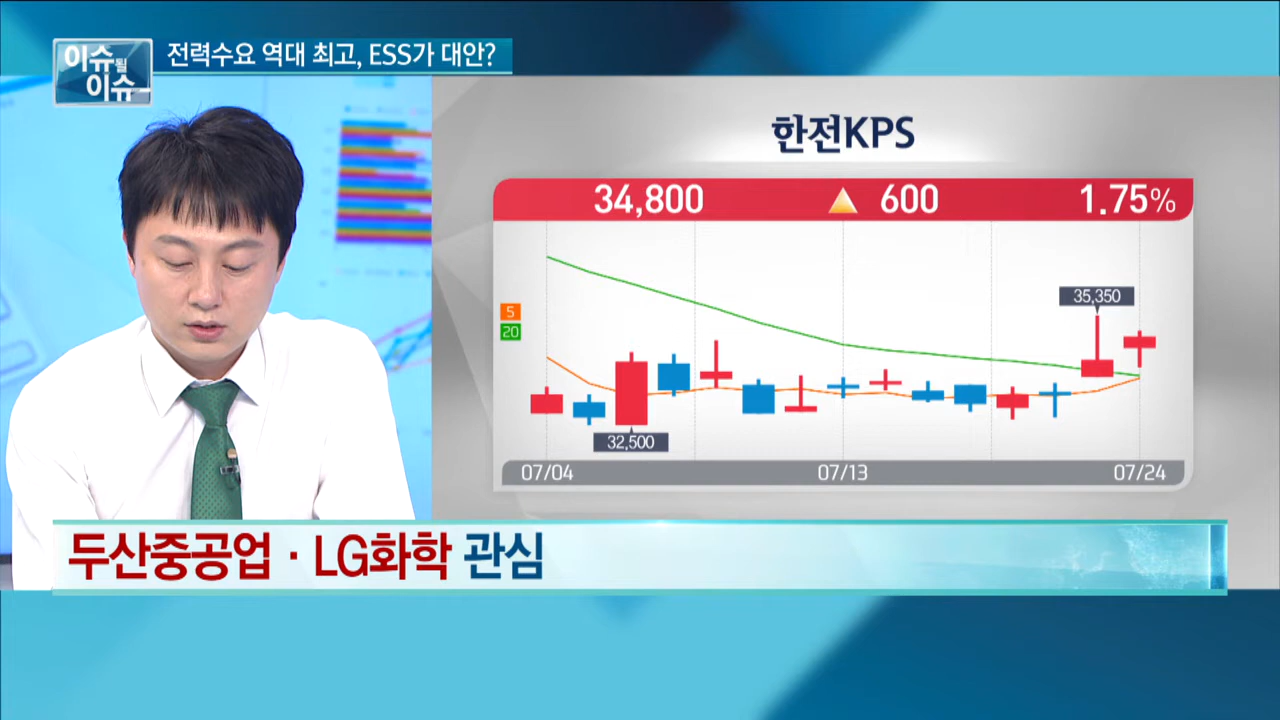 이슈될
이슈
전력수요 역대 최고, ESS가 대안?
한전KPS
34,800 ▲ 600 1.75%
5
20
35,350
32,500
07/04 07/13 07/24
두산중공업 · LG화학 관심